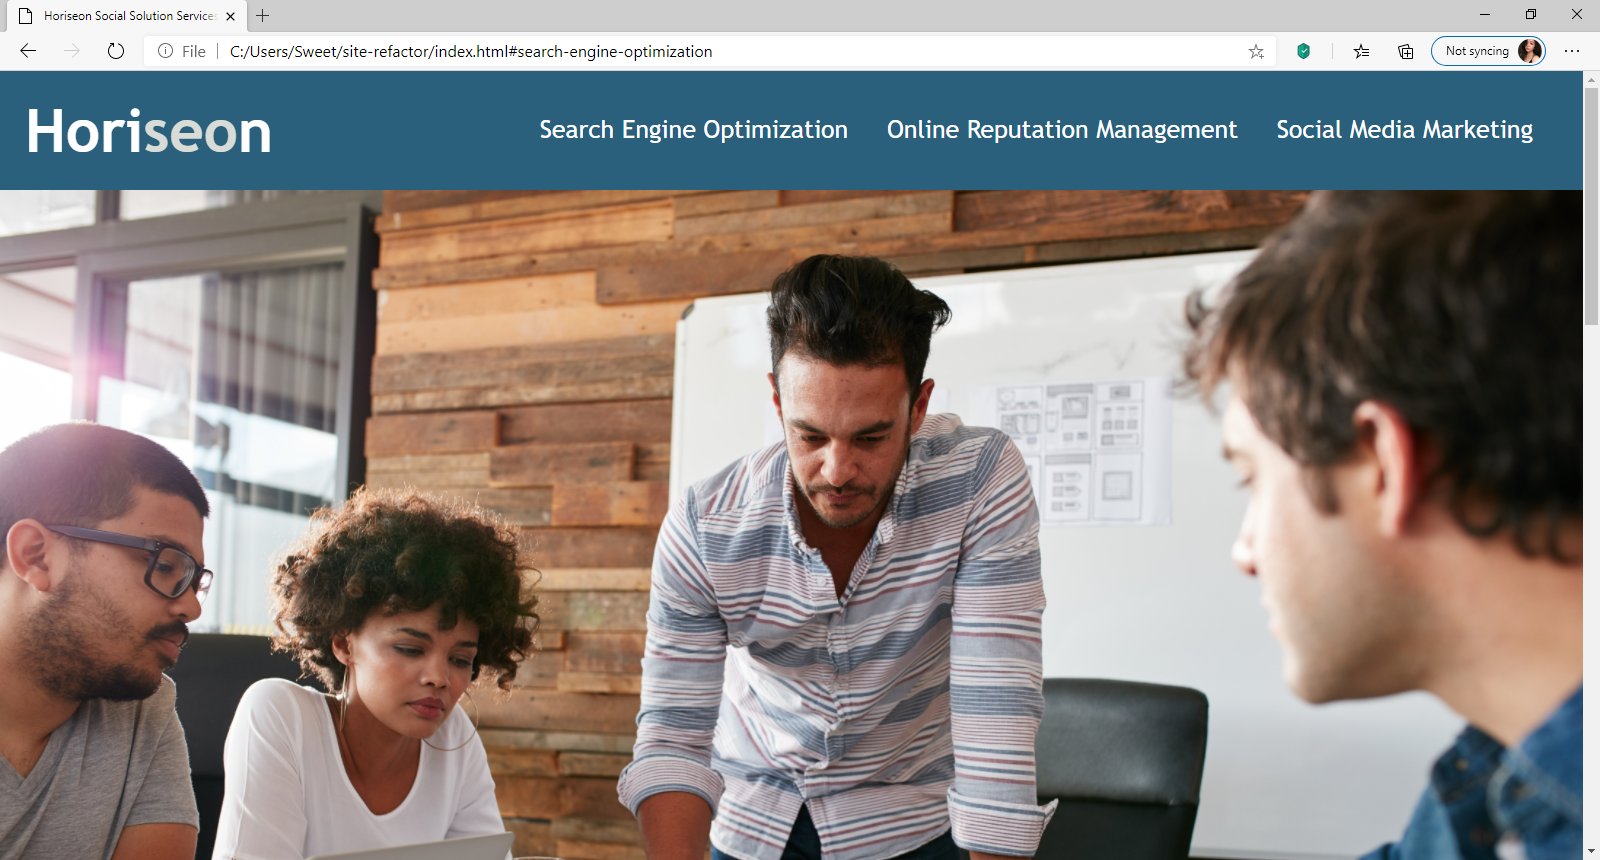 Horiseon Social Solution Services
File
C:/Users/Sweet/site-refactor/index.html#search-engine-optimization
Not syncing
Horiseon
Search Engine Optimization
Online Reputation Management
Social Media Marketing